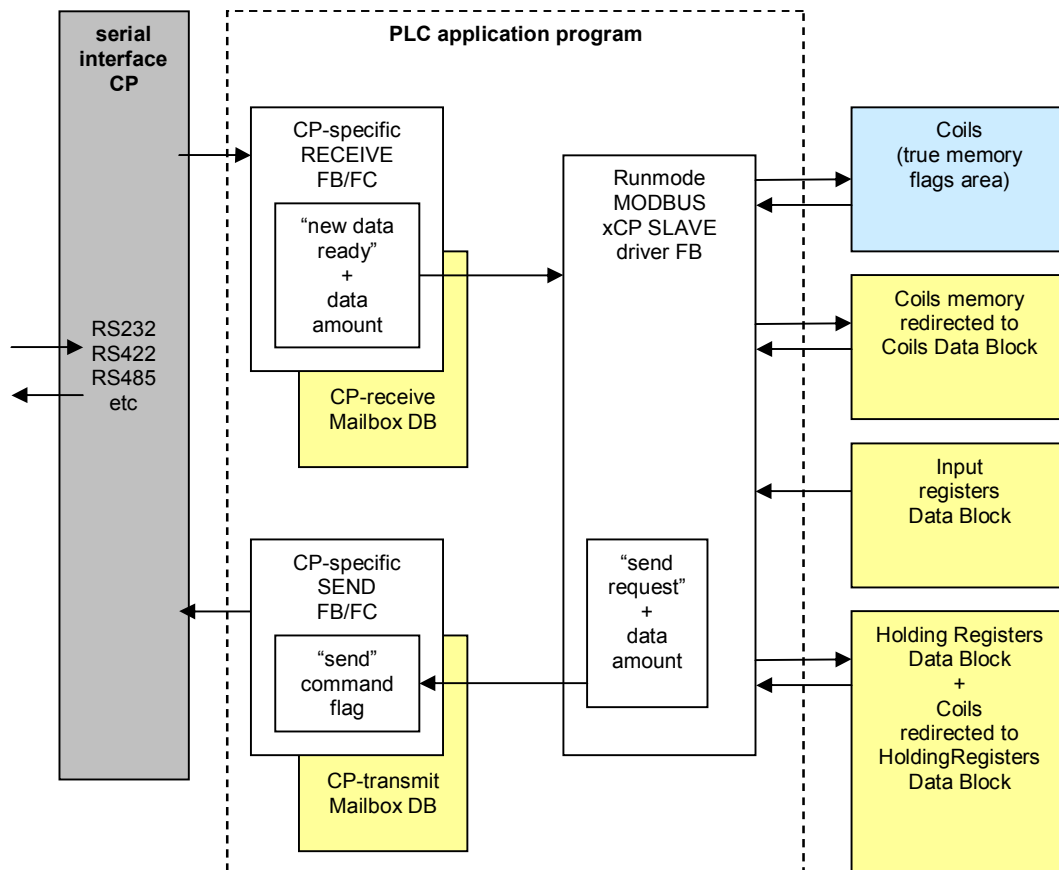 serial
interface
CP
RS232
RS422
RS485
etc
PLC application program
CP-specific
RECEIVE
FB/FC
“new data
ready”
+
data
amount
CP-receive
Mailbox DB
CP-specific
SEND
FB/FC
“send”
command
flag
CP-transmit
Mailbox DB
Runmode
MODBUS
xCP SLAVE
driver FB
“send
request”
+
data
amount
Coils
(true memory
flags area)
Coils memory
redirected to
Coils Data Block
Input
registers
Data Block
Holding Registers
Data Block
+
Coils
redirected to
HoldingRegisters
Data Block